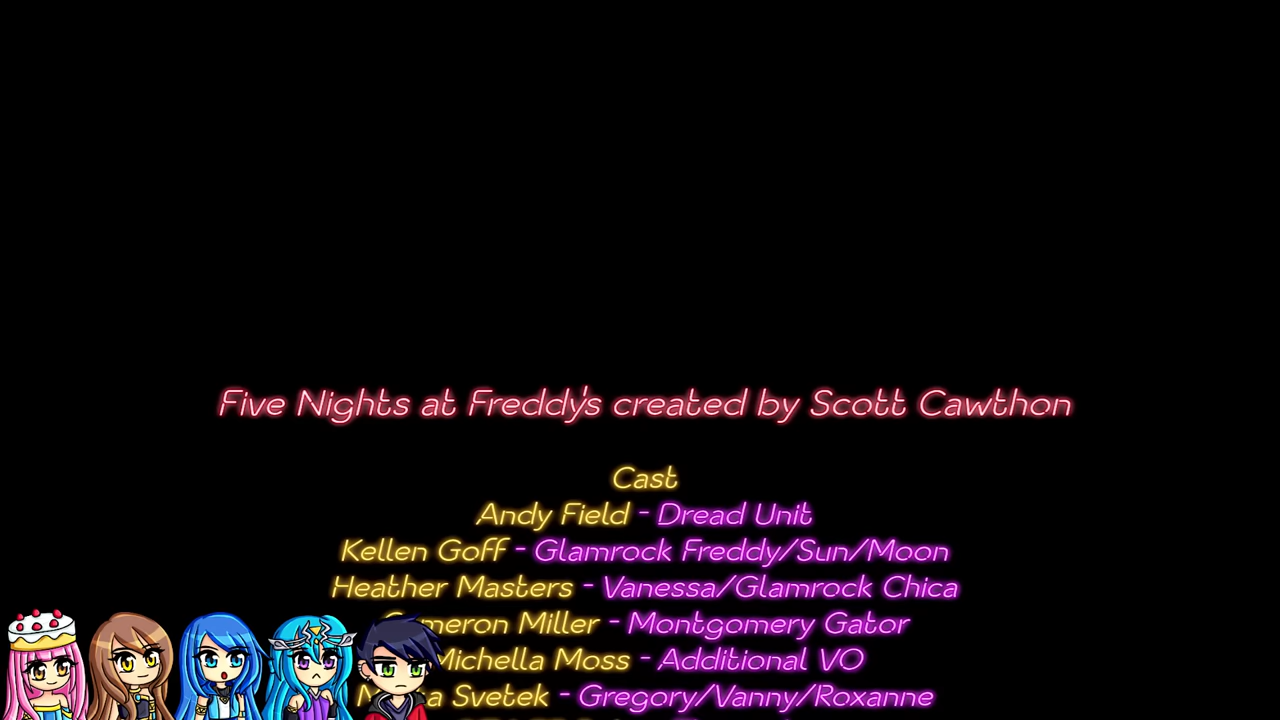 Five Nights at Freddy's created by Scott Cawthon
Cast
Andy Field - Dread Unit
Kellen Goff - Glamrock Freddy/Sun/Moon
Heather Masters - Vanessa/Glamrock Chica
Cameron Miller - Montgomery Gator
Michella Moss - Additional VO
Svetek - Gregory/Vanny/Roxanne